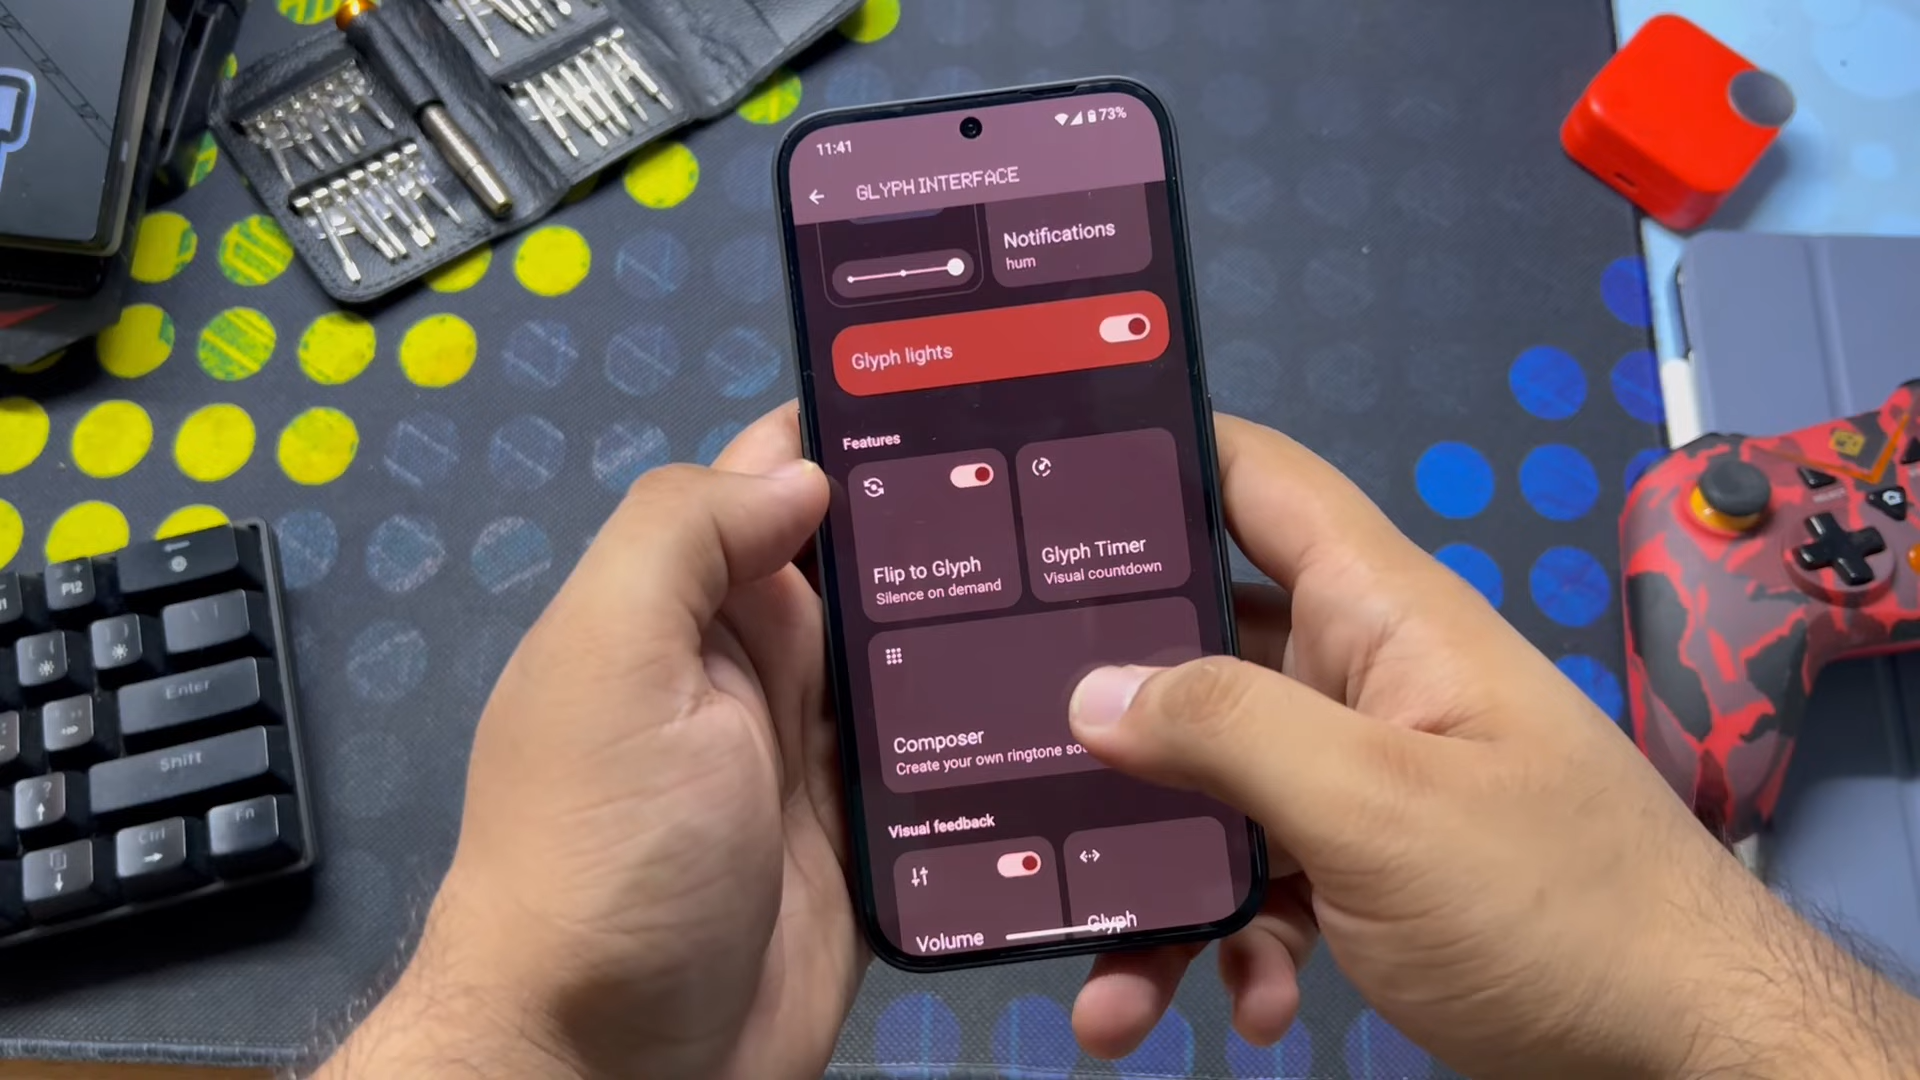 11:41
73%
GLYPH INTERFACE
Notifications
hum
Glyph lights
Features
Flip to Glyph
Silence on demand
Glyph Timer
Visual countdown
Composer
Create your own ringtone
Visual feedback
Volume
Glyph
F12
Enter
Shift
Ctrl
Fn